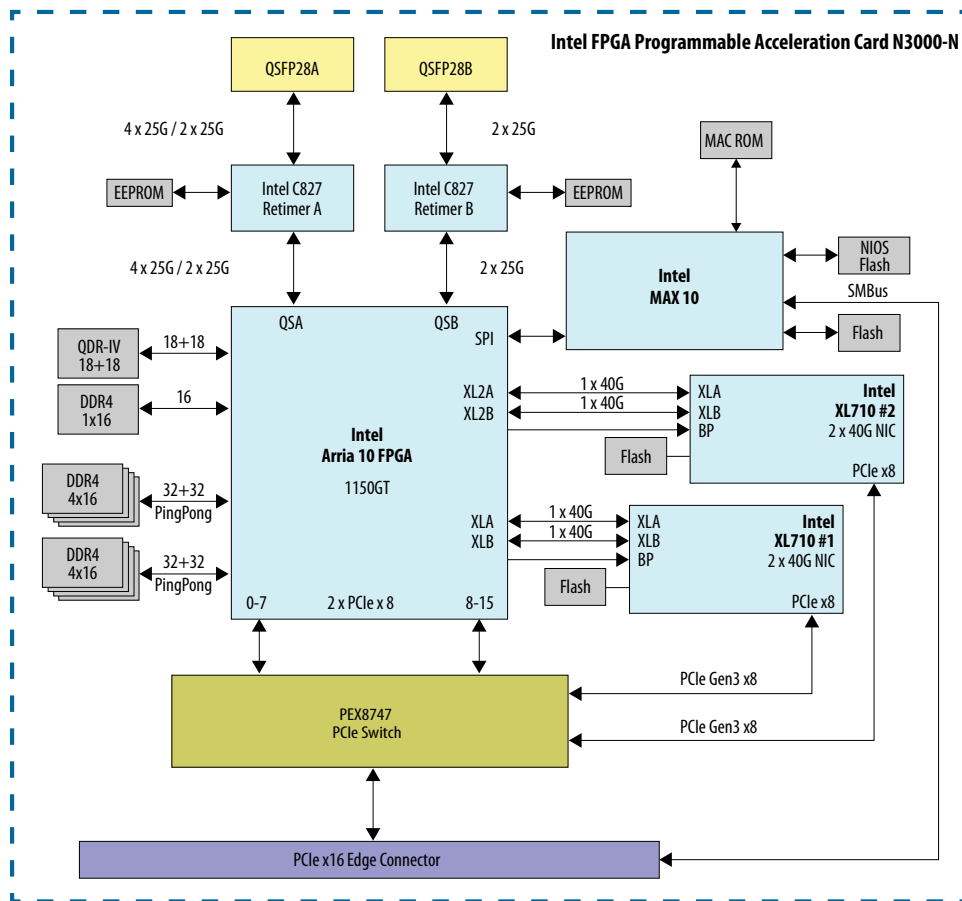 Intel FPGA Programmable Acceleration Card N3000-N
QSFP28A
QSFP28B
4 x 25G / 2 x 25G
2 x 25G
MAC ROM
EEPROM
Intel C827
Retimer A
Intel C827
Retimer B
EEPROM
4 x 25G / 2 x 25G
2 x 25G
Intel
MAX 10
NIOS
Flash
SMBus
Flash
QSA
QSB
SPI
QDR-IV
18+18
18+18
DDR4
1x16
16
XL2A
XL2B
1 x 40G
1 x 40G
XLA
XLB
BP
Intel
XL710 #2
2 x 40G NIC
PCIe x8
Flash
Intel
Arria 10 FPGA
1150GT
DDR4
4x16
32+32
PingPong
DDR4
4x16
32+32
PingPong
XLA
XLB
1 x 40G
1 x 40G
XLA
XLB
BP
Intel
XL710 #1
2 x 40G NIC
PCIe x8
Flash
0-7
2 x PCIe x 8
8-15
PEX8747
PCIe Switch
PCIe Gen3 x8
PCIe Gen3 x8
PCIe x16 Edge Connector